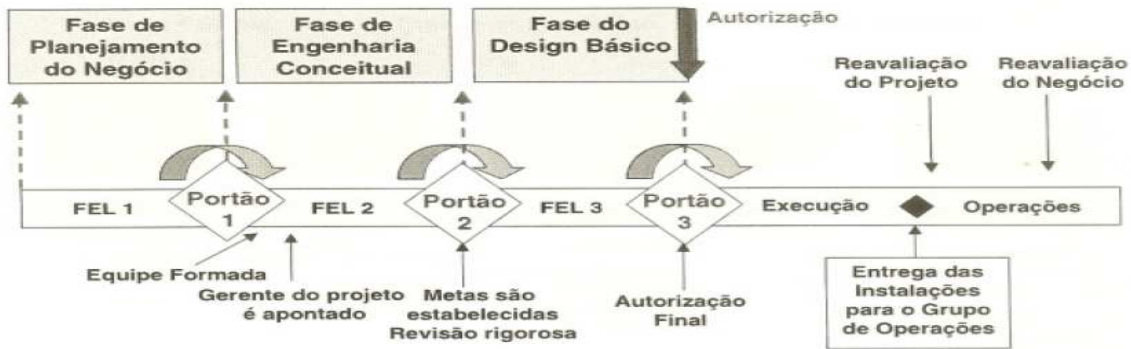 Fase de
Planejamento
do Negócio
Fase de
Engenharia
Conceitual
Fase do
Design Básico
Autorização
Reavaliação
do Projeto
Reavaliação
do Negócio
FEL 1
Portão
1
FEL 2
Portão
2
FEL 3
Portão
3
Execução
Operações
Equipe Formada
Gerente do projeto
é apontado
Metas são
estabelecidas
Revisão rigorosa
Autorização
Final
Entrega das
Instalações
para o Grupo
de Operações